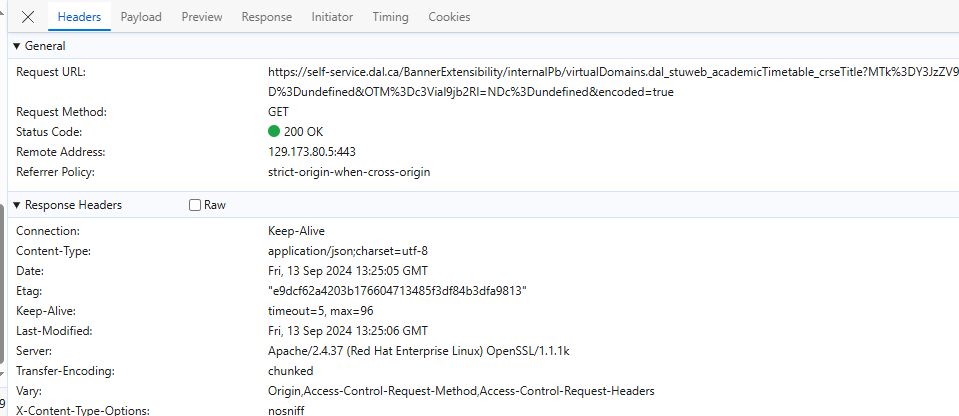 Headers Payload Preview Response Initiator Timing Cookies
General
Request URL: https://self-service.dal.ca/BannerExtensibility/internalPb/virtualDomains.dal_stuweb_academicTimetable_crseTitle?MTk%3DY3JzZV9
D%3Dundefined&OTM%3Dc3ViaI9jb2RI=NDc%3Dundefined&encoded=true
Request Method: GET
Status Code: 200 OK
Remote Address: 129.173.80.5:443
Referrer Policy: strict-origin-when-cross-origin
Response Headers Raw
Connection: Keep-Alive
Content-Type: application/json;charset=utf-8
Date: Fri, 13 Sep 2024 13:25:05 GMT
Etag: "e9dcf62a4203b176604713485f3df84b3dfa9813"
Keep-Alive: timeout=5, max=96
Last-Modified: Fri, 13 Sep 2024 13:25:06 GMT
Server: Apache/2.4.37 (Red Hat Enterprise Linux) OpenSSL/1.1.1k
Transfer-Encoding: chunked
Vary: Origin,Access-Control-Request-Method,Access-Control-Request-Headers
9
X-Content-Type-Options: nosniff